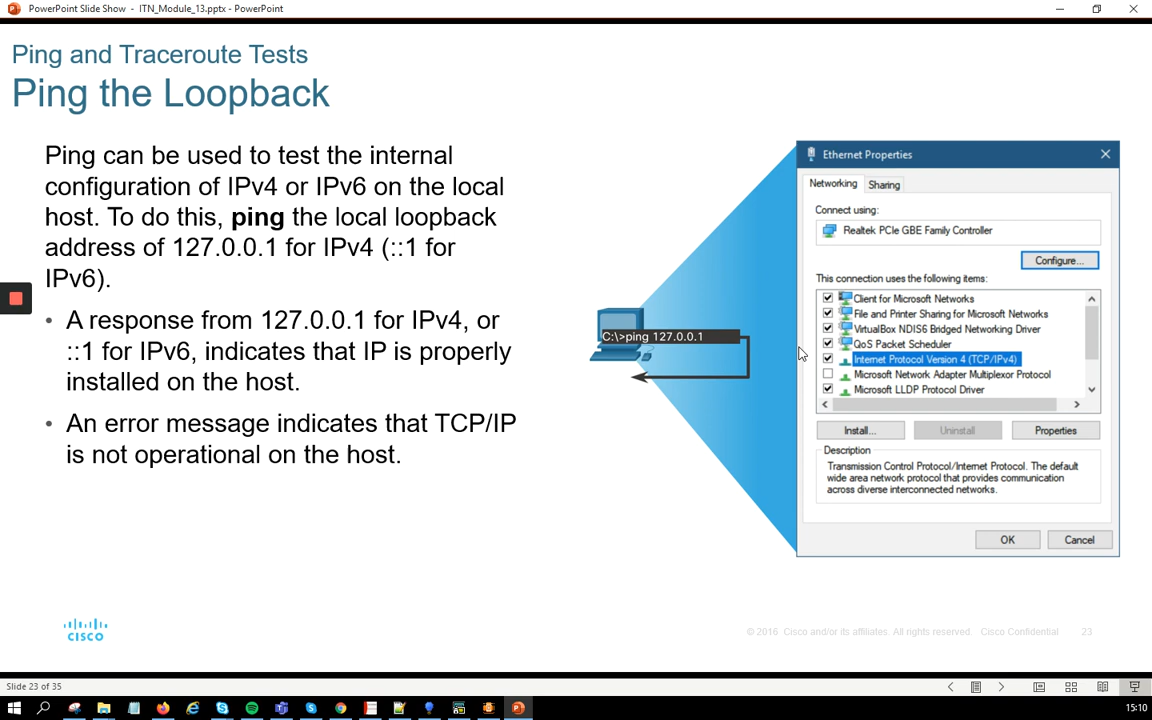 PowerPoint Slide Show - ITN_Module_13.pptx - PowerPoint
Ping and Traceroute Tests
Ping the Loopback
Ping can be used to test the internal
configuration of IPv4 or IPv6 on the local
host. To do this, ping the local loopback
address of 127.0.0.1 for IPv4 (::1 for
IPv6).
• A response from 127.0.0.1 for IPv4, or
::1 for IPv6, indicates that IP is properly
installed on the host.
• An error message indicates that TCP/IP
is not operational on the host.
C:\>ping 127.0.0.1
Ethernet Properties
Networking
Sharing
Connect using:
Realtek PCIe GBE Family Controller
Configure...
This connection uses the following items:
Client for Microsoft Networks
File and Printer Sharing for Microsoft Networks
VirtualBox NDIS6 Bridged Networking Driver
QoS Packet Scheduler
Internet Protocol Version 4 (TCP/IPv4)
Microsoft Network Adapter Multiplexor Protocol
Microsoft LLDP Protocol Driver
Install...
Uninstall
Properties
Description
Transmission Control Protocol/Internet Protocol. The default
wide area network protocol that provides communication
across diverse interconnected networks.
OK
Cancel
CISCO
© 2016 Cisco and/or its affiliates. All rights reserved. Cisco Confidential
23
Slide 23 of 35
15:10